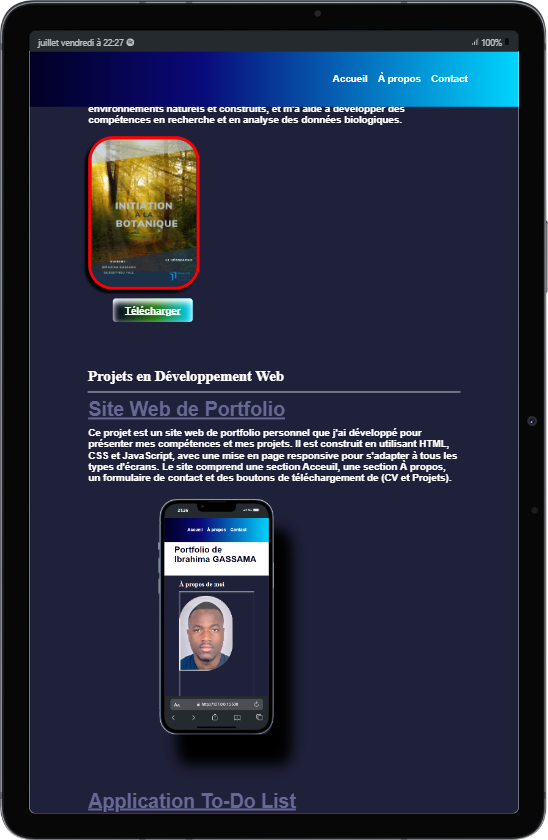 juillet vendredi à 22:27
100%
Accueil À propos Contact
environnements naturels et construits, et m'a aidé à développer des
compétences en recherche et en analyse des données biologiques.
INITIATION
À LA
BOTANIQUE
Télécharger
Projets en Développement Web
Site Web de Portfolio
Ce projet est un site web de portfolio personnel que j'ai développé pour
présenter mes compétences et mes projets. Il est construit en utilisant HTML,
CSS et JavaScript, avec une mise en page responsive pour s'adapter à tous les
types d'écrans. Le site comprend une section Acceuil, une section À propos,
un formulaire de contact et des boutons de téléchargement de (CV et Projets).
21:26
Accueil À propos Contact
Portfolio de
Ibrahima GASSAMA
À propos de moi
AA
Application To-Do List